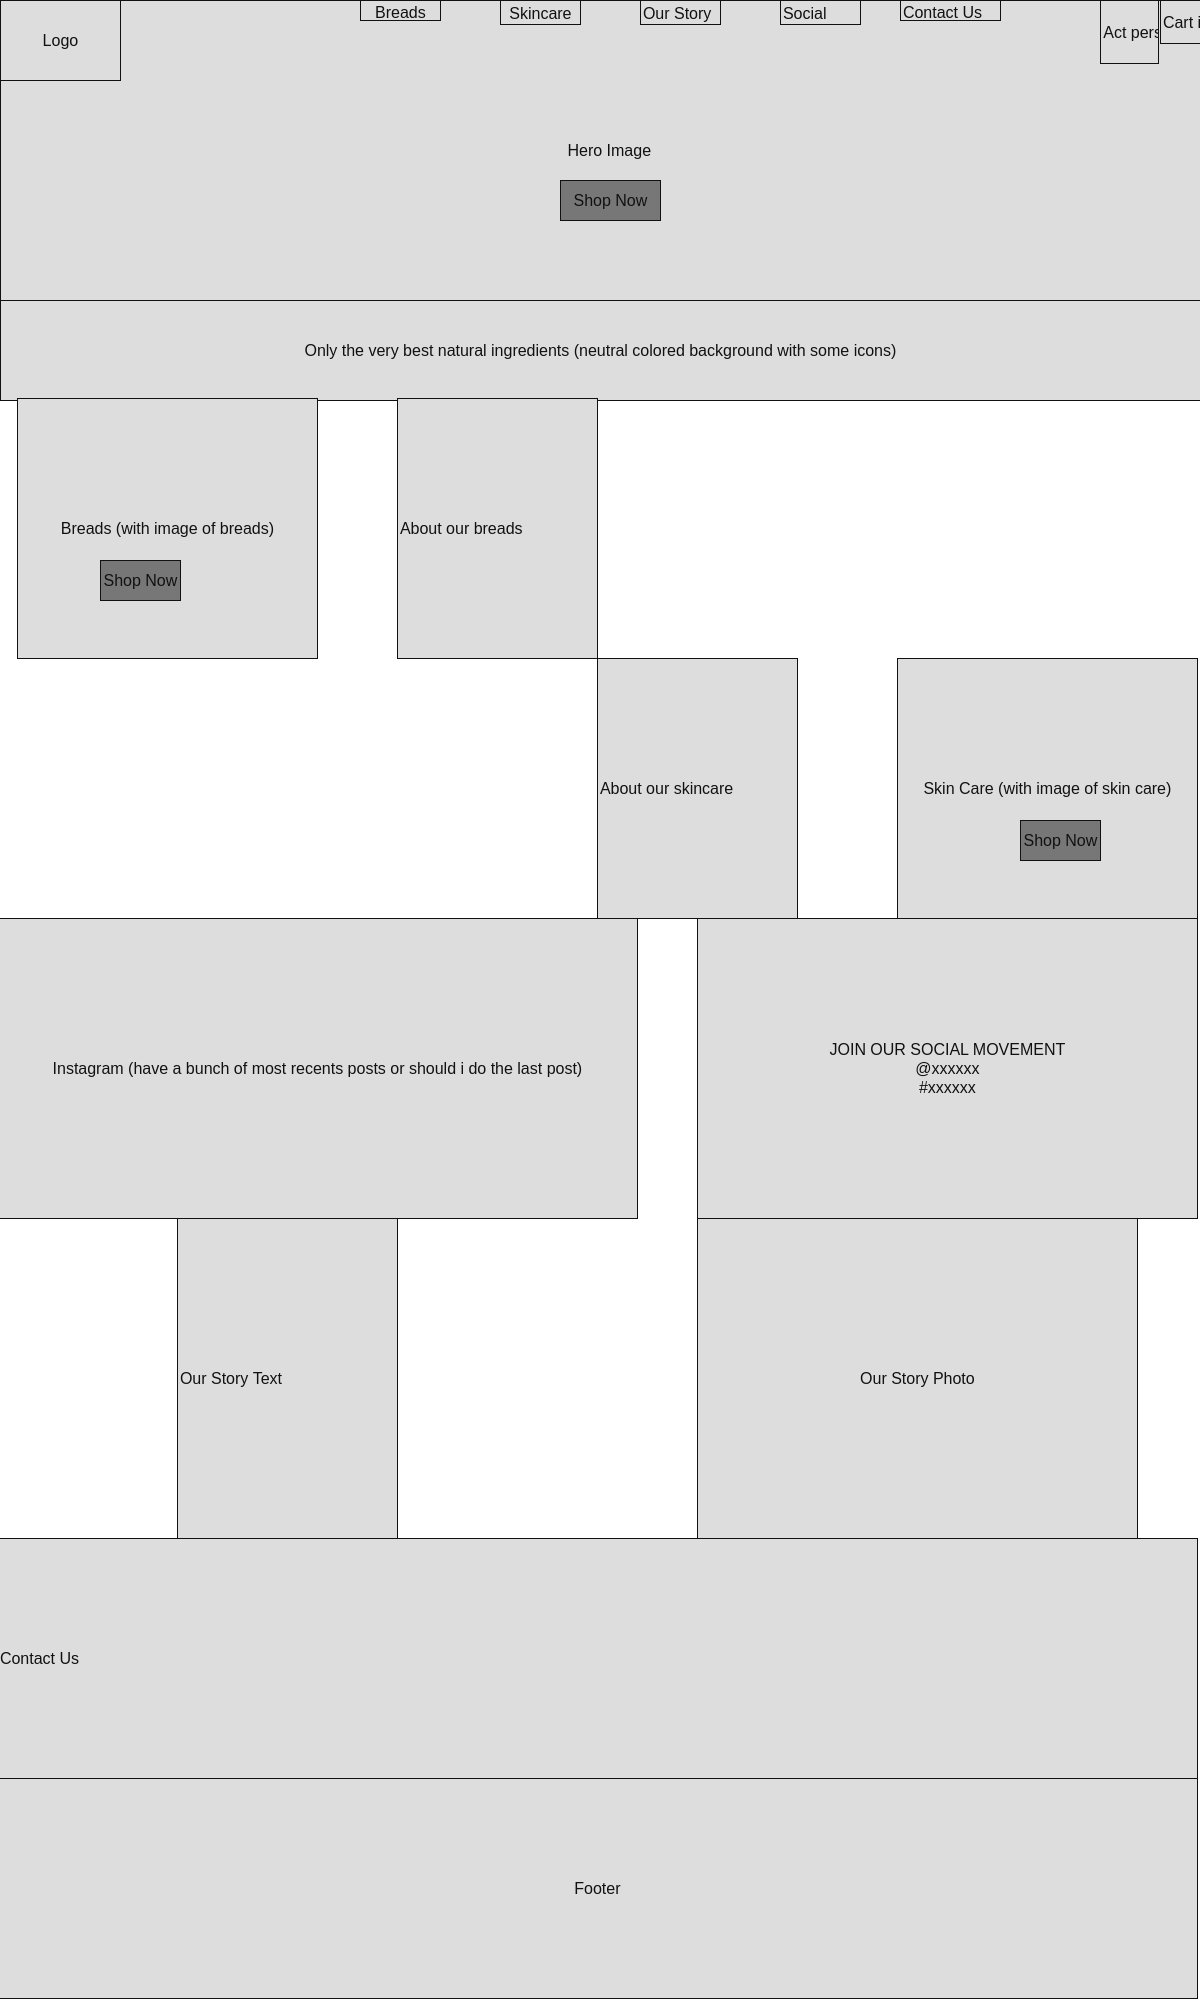 Logo
Breads
Skincare
Our Story
Social
Contact Us
Act pers
Cart i
Hero Image
Shop Now
Only the very best natural ingredients (neutral colored background with some icons)
Breads (with image of breads)
Shop Now
About our breads
About our skincare
Skin Care (with image of skin care)
Shop Now
Instagram (have a bunch of most recents posts or should i do the last post)
JOIN OUR SOCIAL MOVEMENT
@xxxxxx
#xxxxxx
Our Story Text
Our Story Photo
Contact Us
Footer